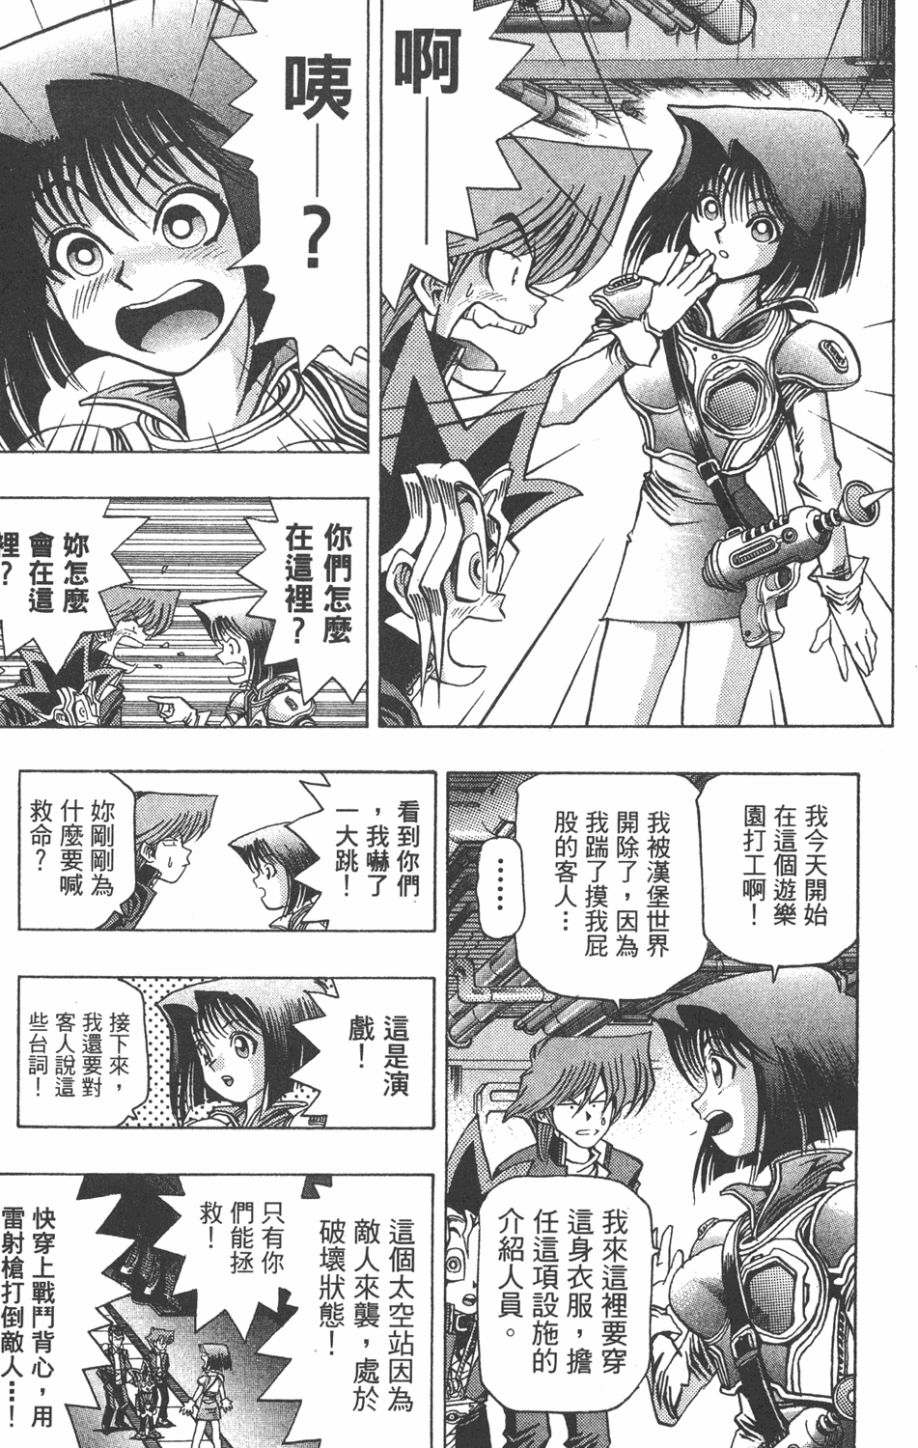 啊——
咦——？
你們怎麼
在這裡？
妳怎麼
會在這
裡？
我今天開始
在這個遊樂
園打工啊！
我被漢堡世界
開除了，因為
我踹了摸我屁
股的客人…
……
我來這裡要穿
這身衣服，擔
任這項設施的
介紹人員。
看到你們
，我嚇了
一大跳！
妳剛剛為
什麼要喊
救命？
這是演
戲！
接下來，
我還要對
客人說這
些台詞！
這個太空站因為
敵人來襲，處於
破壞狀態！
只有你
們能拯
救！
快穿上戰鬥背心，用
雷射槍打倒敵人…！